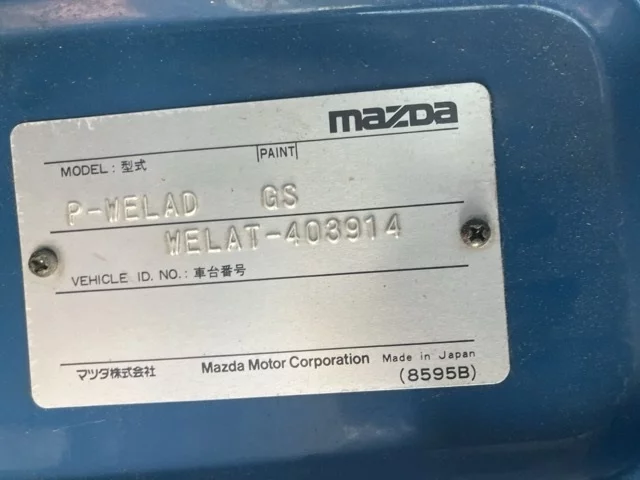 mazda
MODEL: 型式 PAINT
P-WELAD GS
WELAT-403914
VEHICLE ID. NO.: 車台番号
マツダ株式会社 Mazda Motor Corporation Made in Japan
(8595B)